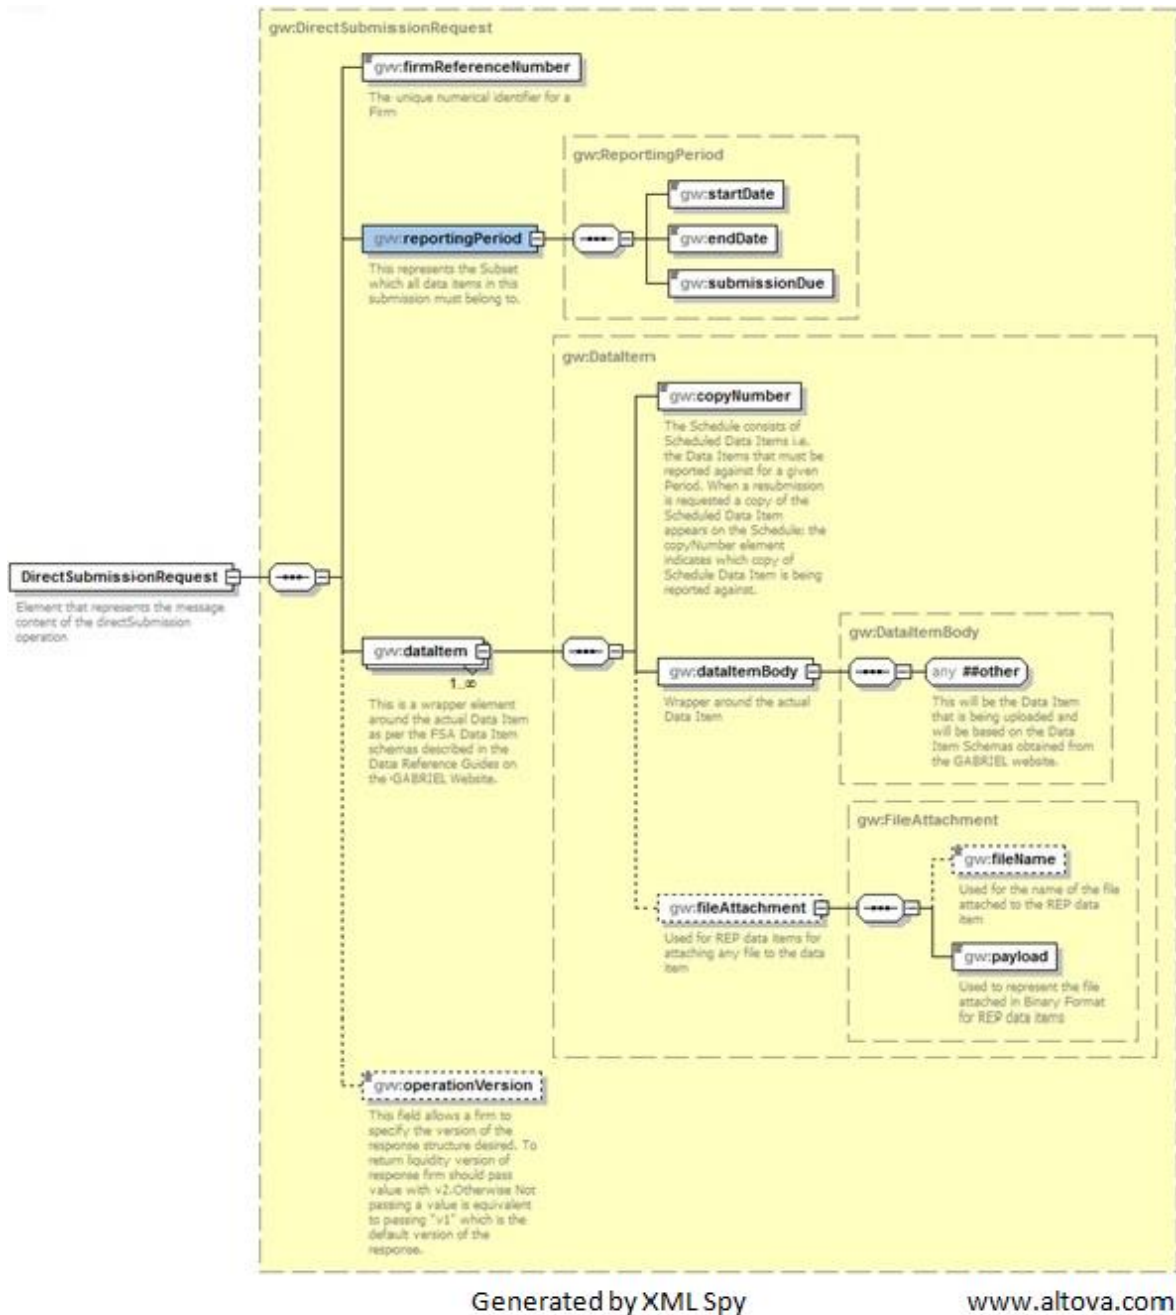 gw:DirectSubmissionRequest
gw:firmReferenceNumber
The unique numerical identifier for a
Firm
gw:ReportingPeriod
gw:startDate
gw:reportingPeriod
gw:endDate
This represents the Subset
which all data items in this
submission must belong to.
gw:submissionDue
gw:DataItem
gw:copyNumber
The Schedule consists of
Scheduled Data Items i.e.
the Data Items that must be
reported against for a given
Period. When a resubmission
is requested a copy of the
Scheduled Data Item
appears on the Schedule: the
copyNumber element
indicates which copy of
Schedule Data Item is being
reported against.
DirectSubmissionRequest
Element that represents the message
content of the directSubmission
operation
gw:dataItem
1..∞
This is a wrapper element
around the actual Data Item
as per the FSA Data Item
schemas described in the
Data Reference Guides on
the GABRIEL Website.
gw:dataItemBody
Wrapper around the actual
Data Item
gw:DataItemBody
any ##other
This will be the Data Item
that is being uploaded and
will be based on the Data
Item Schemas obtained from
the GABRIEL website.
gw:FileAttachment
gw:fileName
Used for the name of the file
attached to the REP data
item
gw:fileAttachment
Used for REP data items for
attaching any file to the data
item
gw:payload
Used to represent the file
attached in Binary Format
for REP data items
gw:operationVersion
This field allows a firm to
specify the version of the
response structure desired. To
return liquidity version of
response firm should pass
value with v2.Otherwise Not
passing a value is equivalent
to passing "v1" which is the
default version of the
response.
Generated by XML Spy
www.altova.com